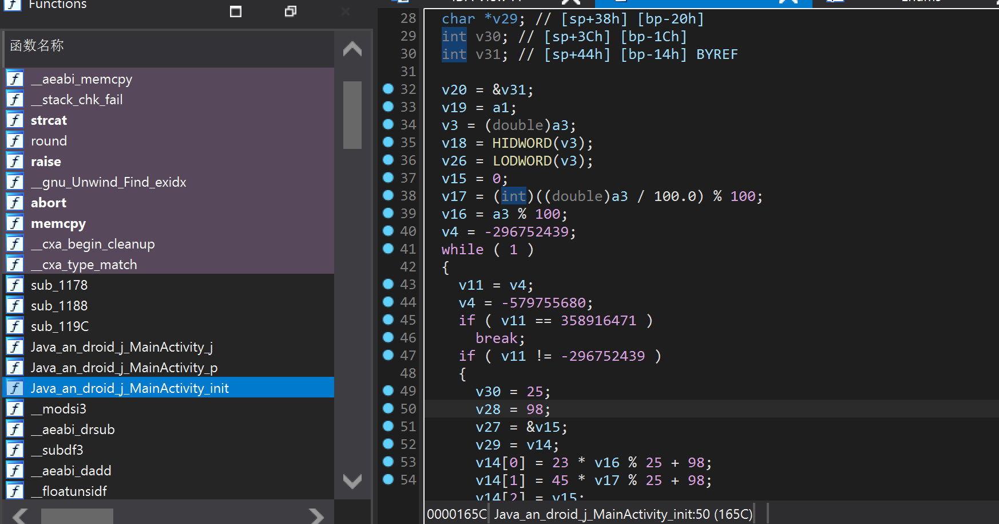 Functions
函数名称
__aeabi_memcpy
__stack_chk_fail
strcat
round
raise
__gnu_Unwind_Find_exidx
abort
memcpy
__cxa_begin_cleanup
__cxa_type_match
sub_1178
sub_1188
sub_119C
Java_an_droid_j_MainActivity_j
Java_an_droid_j_MainActivity_p
Java_an_droid_j_MainActivity_init
__modsi3
__aeabi_drsub
__subdf3
__aeabi_dadd
__floatunsidf
28 char *v29; // [sp+38h] [bp-20h]
29 int v30; // [sp+3Ch] [bp-1Ch]
30 int v31; // [sp+44h] [bp-14h] BYREF
31
32 v20 = &v31;
33 v19 = a1;
34 v3 = (double)a3;
35 v18 = HIDWORD(v3);
36 v26 = LODWORD(v3);
37 v15 = 0;
38 v17 = (int)((double)a3 / 100.0) % 100;
39 v16 = a3 % 100;
40 v4 = -296752439;
41 while ( 1 )
42 {
43 v11 = v4;
44 v4 = -579755680;
45 if ( v11 == 358916471 )
46 break;
47 if ( v11 != -296752439 )
48 {
49 v30 = 25;
50 v28 = 98;
51 v27 = &v15;
52 v29 = v14;
53 v14[0] = 23 * v16 % 25 + 98;
54 v14[1] = 45 * v17 % 25 + 98;
v14[2] = v15;
0000165C Java_an_droid_j_MainActivity_init:50 (165C)